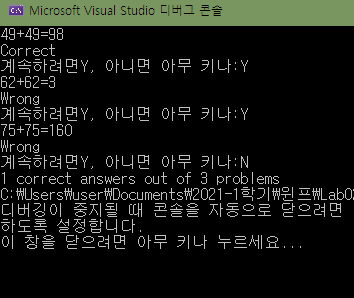 Microsoft Visual Studio 디버그 콘솔
49+49=98
Correct
계속하려면Y, 아니면 아무 키나:Y
62+62=3
Wrong
계속하려면Y, 아니면 아무 키나:Y
75+75=160
Wrong
계속하려면Y, 아니면 아무 키나:N
1 correct answers out of 3 problems
C:\Users\user\Documents\2021-1학기\윈프\Lab0
디버깅이 중지될 때 콘솔을 자동으로 닫으려면
하도록 설정합니다.
이 창을 닫으려면 아무 키나 누르세요...